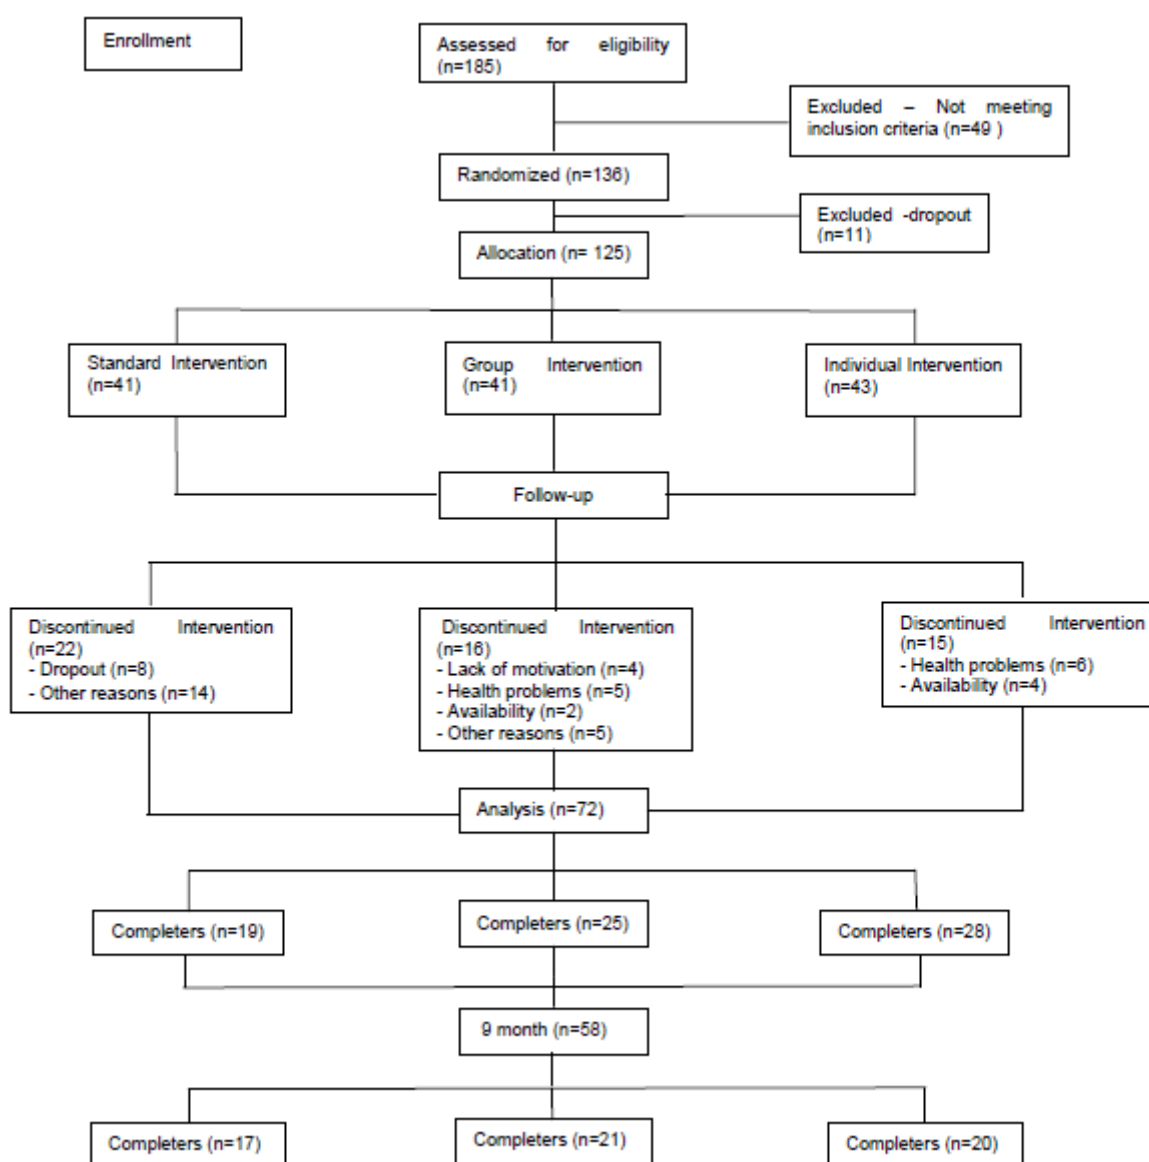 Enrollment
Assessed for eligibility
(n=185)
Excluded – Not meeting
inclusion criteria (n=49 )
Randomized (n=136)
Excluded -dropout
(n=11)
Allocation (n= 125)
Standard Intervention
(n=41)
Group Intervention
(n=41)
Individual Intervention
(n=43)
Follow-up
Discontinued Intervention
(n=22)
- Dropout (n=8)
- Other reasons (n=14)
Discontinued Intervention
(n=16)
- Lack of motivation (n=4)
- Health problems (n=5)
- Availability (n=2)
- Other reasons (n=5)
Discontinued Intervention
(n=15)
- Health problems (n=6)
- Availability (n=4)
Analysis (n=72)
Completers (n=19)
Completers (n=25)
Completers (n=28)
9 month (n=58)
Completers (n=17)
Completers (n=21)
Completers (n=20)